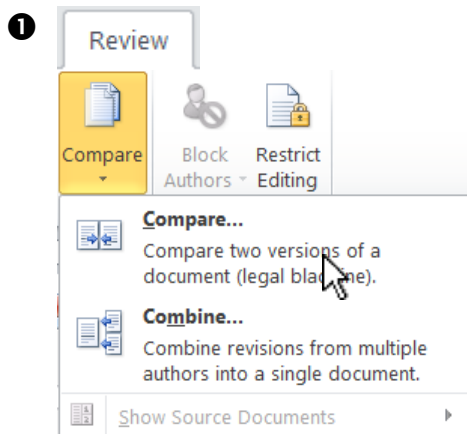 ❶
Review
Compare
Block Authors
Restrict Editing
Compare...
Compare two versions of a
document (legal
Combine...
Combine revisions from multiple
authors into a single document.
Show Source Documents